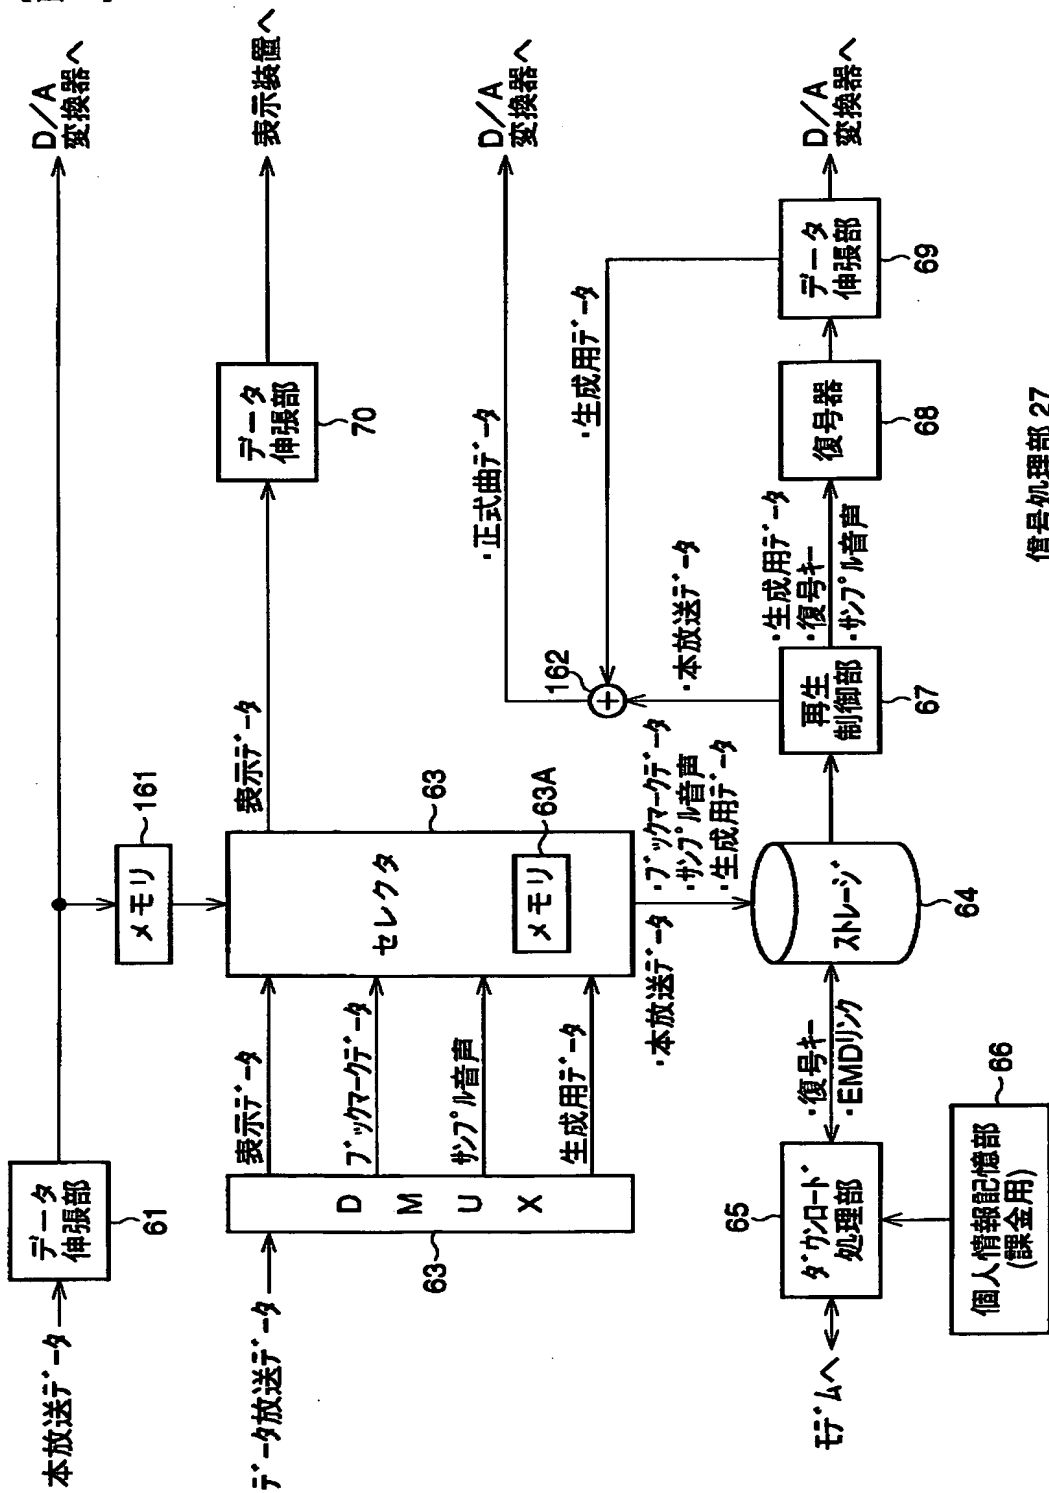 本放送データ
データ
伸張部
61
D/A
変換器へ
メモリ
161
データ放送データ
DMUX
63
表示データ
ブックマークデータ
サンプル音声
生成用データ
セレクタ
63
メモリ
63A
表示データ
データ
伸張部
70
表示装置へ
・本放送データ
・ブックマークデータ
・サンプル音声
・生成用データ
ストレージ
64
モデムへ
ダウンロード
処理部
65
・復号キー
・EMDリンク
個人情報記憶部
(課金用)
66
再生
制御部
67
・本放送データ
162
・正式曲データ
D/A
変換器へ
・生成用データ
・生成用データ
・復号キー
・サンプル音声
復号器
68
データ
伸張部
69
D/A
変換器へ
信号処理部 27